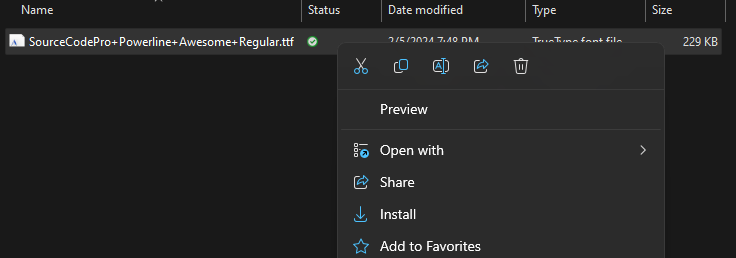 Name Status Date modified Type Size
SourceCodePro+Powerline+Awesome+Regular.ttf 2/5/2024 7:48 PM TrueType font file 229 KB
Preview
Open with
Share
Install
Add to Favorites